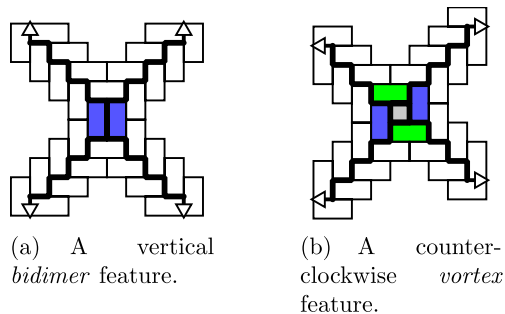 (a) A vertical
bidimer feature.
(b) A counter-
clockwise vortex
feature.